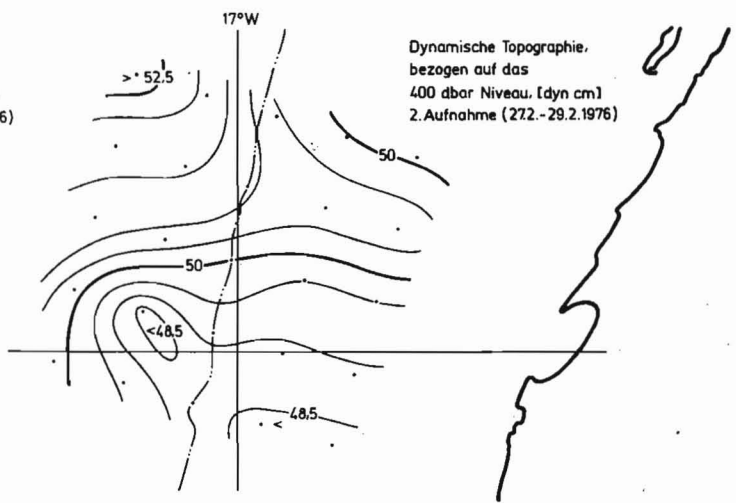 17°W
Dynamische Topographie,
bezogen auf das
400 dbar Niveau, [dyn cm]
2. Aufnahme (27.2.-29.2.1976)
6)
> 52,5
50
50
<48,5
48,5
<